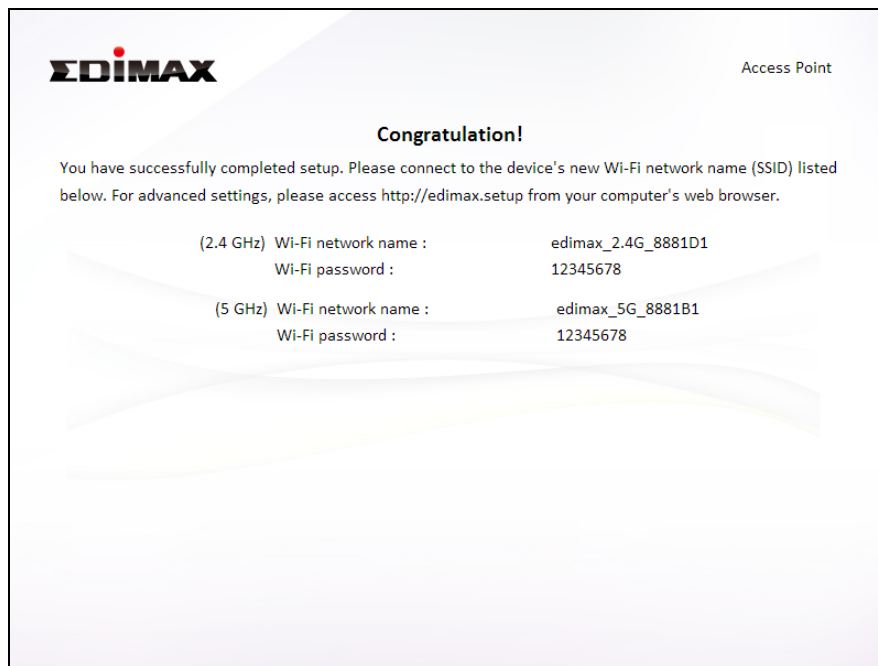 EDIMAX
Access Point
Congratulation!
You have successfully completed setup. Please connect to the device's new Wi-Fi network name (SSID) listed
below. For advanced settings, please access http://edimax.setup from your computer's web browser.
(2.4 GHz) Wi-Fi network name : edimax_2.4G_8881D1
Wi-Fi password : 12345678
(5 GHz) Wi-Fi network name : edimax_5G_8881B1
Wi-Fi password : 12345678